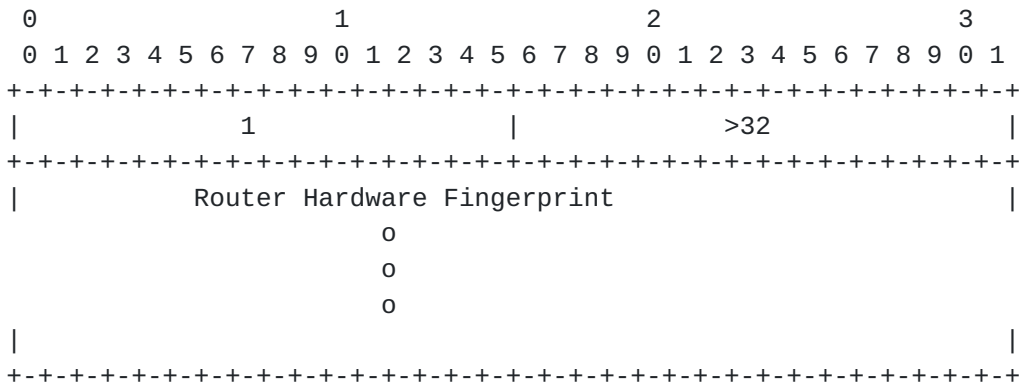 0                   1                   2                   3
 0 1 2 3 4 5 6 7 8 9 0 1 2 3 4 5 6 7 8 9 0 1 2 3 4 5 6 7 8 9 0 1
+-+-+-+-+-+-+-+-+-+-+-+-+-+-+-+-+-+-+-+-+-+-+-+-+-+-+-+-+-+-+-+-+
|              1                |             >32               |
+-+-+-+-+-+-+-+-+-+-+-+-+-+-+-+-+-+-+-+-+-+-+-+-+-+-+-+-+-+-+-+-+
|           Router Hardware Fingerprint                         |
                        o
                        o
                        o
|                                                               |
+-+-+-+-+-+-+-+-+-+-+-+-+-+-+-+-+-+-+-+-+-+-+-+-+-+-+-+-+-+-+-+-+